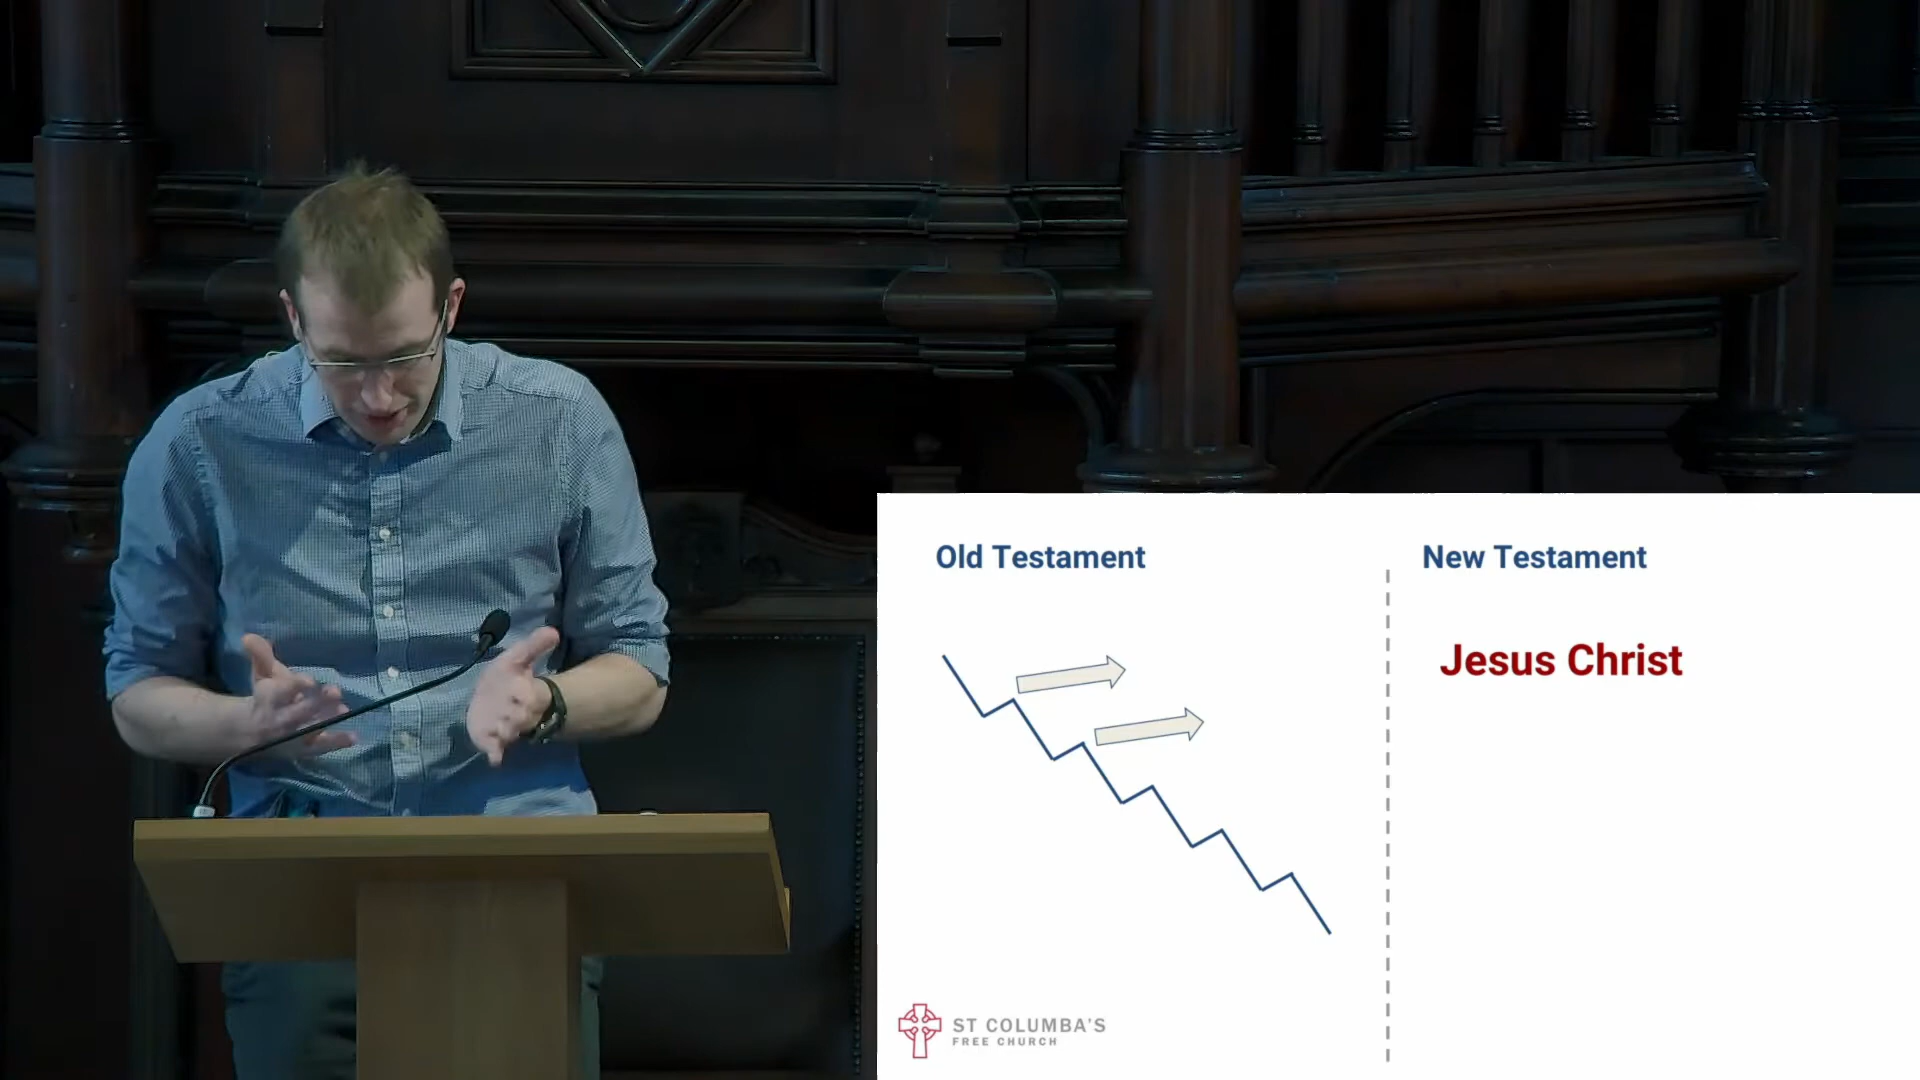 Old Testament
New Testament
Jesus Christ
ST COLUMBA'S
FREE CHURCH